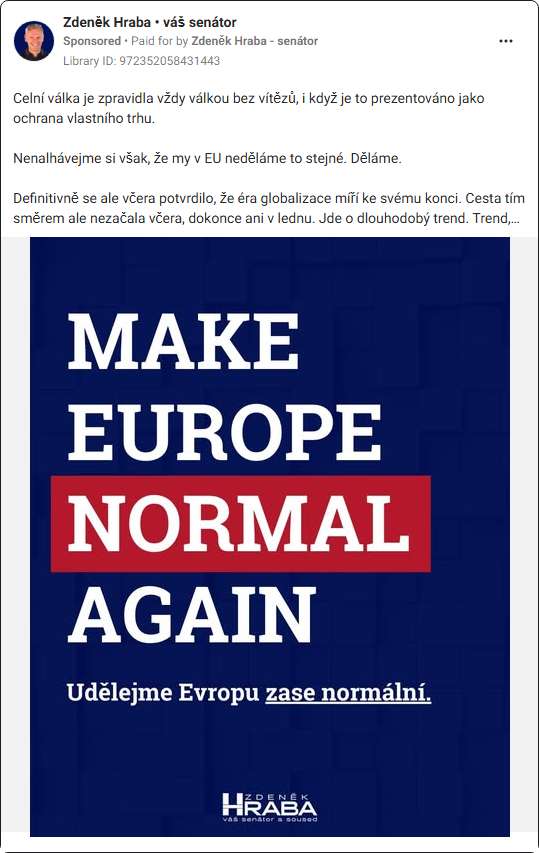 Zdeněk Hraba • váš senátor
Sponsored • Paid for by Zdeněk Hraba - senátor
Library ID: 972352058431443
Celní válka je zpravidla vždy válkou bez vítězů, i když je to prezentováno jako
ochrana vlastního trhu.
Nenalhávejme si však, že my v EU neděláme to stejné. Děláme.
Definitivně se ale včera potvrdilo, že éra globalizace míří ke svému konci. Cesta tím
směrem ale nezačala včera, dokonce ani v lednu. Jde o dlouhodobý trend. Trend,...
MAKE
EUROPE
NORMAL
AGAIN
Udělejme Evropu zase normální.
ZDENĚK
HRABA
váš senátor a soused